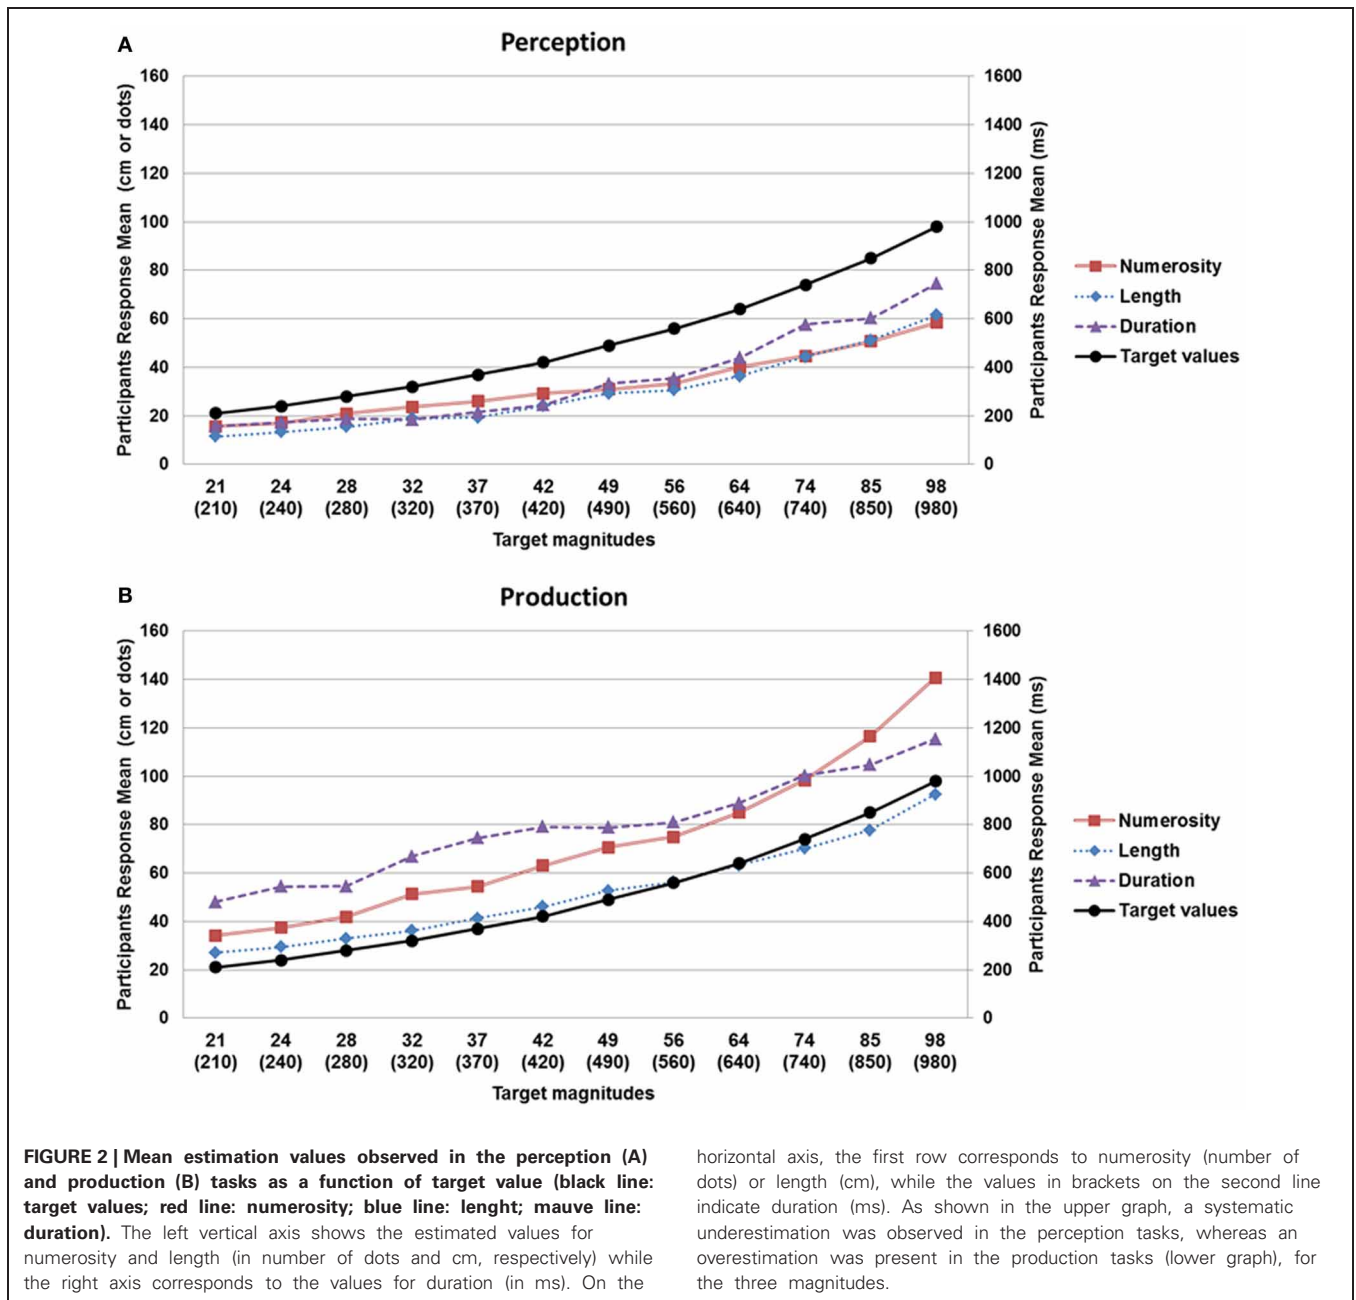 A
Perception
Participants Response Mean (cm or dots)
160
140
120
100
80
60
40
20
0
1600
1400
1200
1000
800
600
400
200
0
Participants Response Mean (ms)
Numerosity
Length
Duration
Target values
21 24 28 32 37 42 49 56 64 74 85 98
(210) (240) (280) (320) (370) (420) (490) (560) (640) (740) (850) (980)
Target magnitudes
B
Production
Participants Response Mean (cm or dots)
160
140
120
100
80
60
40
20
0
1600
1400
1200
1000
800
600
400
200
0
Participants Response Mean (ms)
Numerosity
Length
Duration
Target values
21 24 28 32 37 42 49 56 64 74 85 98
(210) (240) (280) (320) (370) (420) (490) (560) (640) (740) (850) (980)
Target magnitudes
FIGURE 2 | Mean estimation values observed in the perception (A)
and production (B) tasks as a function of target value (black line:
target values; red line: numerosity; blue line: lenght; mauve line:
duration). The left vertical axis shows the estimated values for
numerosity and length (in number of dots and cm, respectively) while
the right axis corresponds to the values for duration (in ms). On the
horizontal axis, the first row corresponds to numerosity (number of
dots) or length (cm), while the values in brackets on the second line
indicate duration (ms). As shown in the upper graph, a systematic
underestimation was observed in the perception tasks, whereas an
overestimation was present in the production tasks (lower graph), for
the three magnitudes.